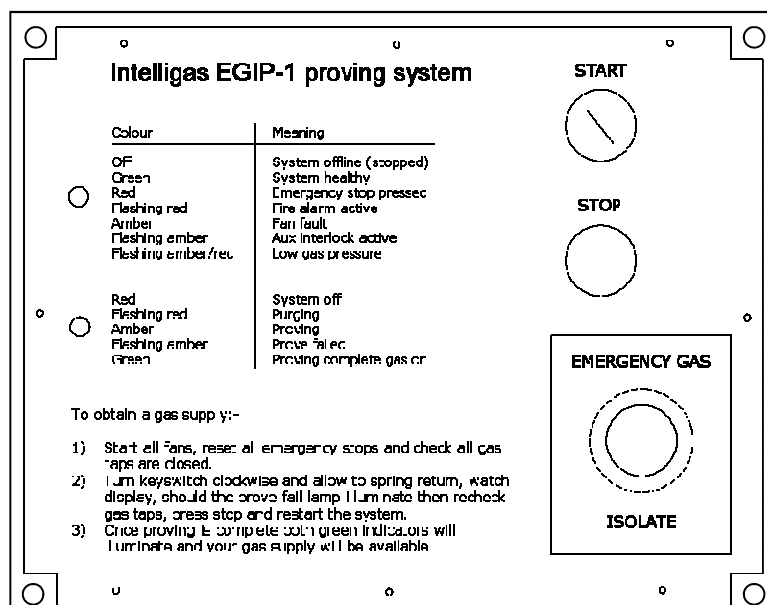 Intelligas EGIP-1 proving system
START
Colour Meaning
Off System offline (stopped)
Green System healthy
Red Emergency stop pressed
Flashing red Fire alarm active
Amber Fan fault
Flashing amber Aux interlock active
Flashing amber/red Low gas pressure
STOP
Red System off
Flashing red Purging
Amber Proving
Flashing amber Prove failed
Green Proving complete gas on
EMERGENCY GAS
ISOLATE
To obtain a gas supply:-
1) Start all fans, reset all emergency stops and check all gas
taps are closed.
2) Turn keyswitch clockwise and allow to spring return, watch
display, should the prove fail lamp illuminate then recheck
gas taps, press stop and restart the system.
3) Once proving is complete both green indicators will
illuminate and your gas supply will be available